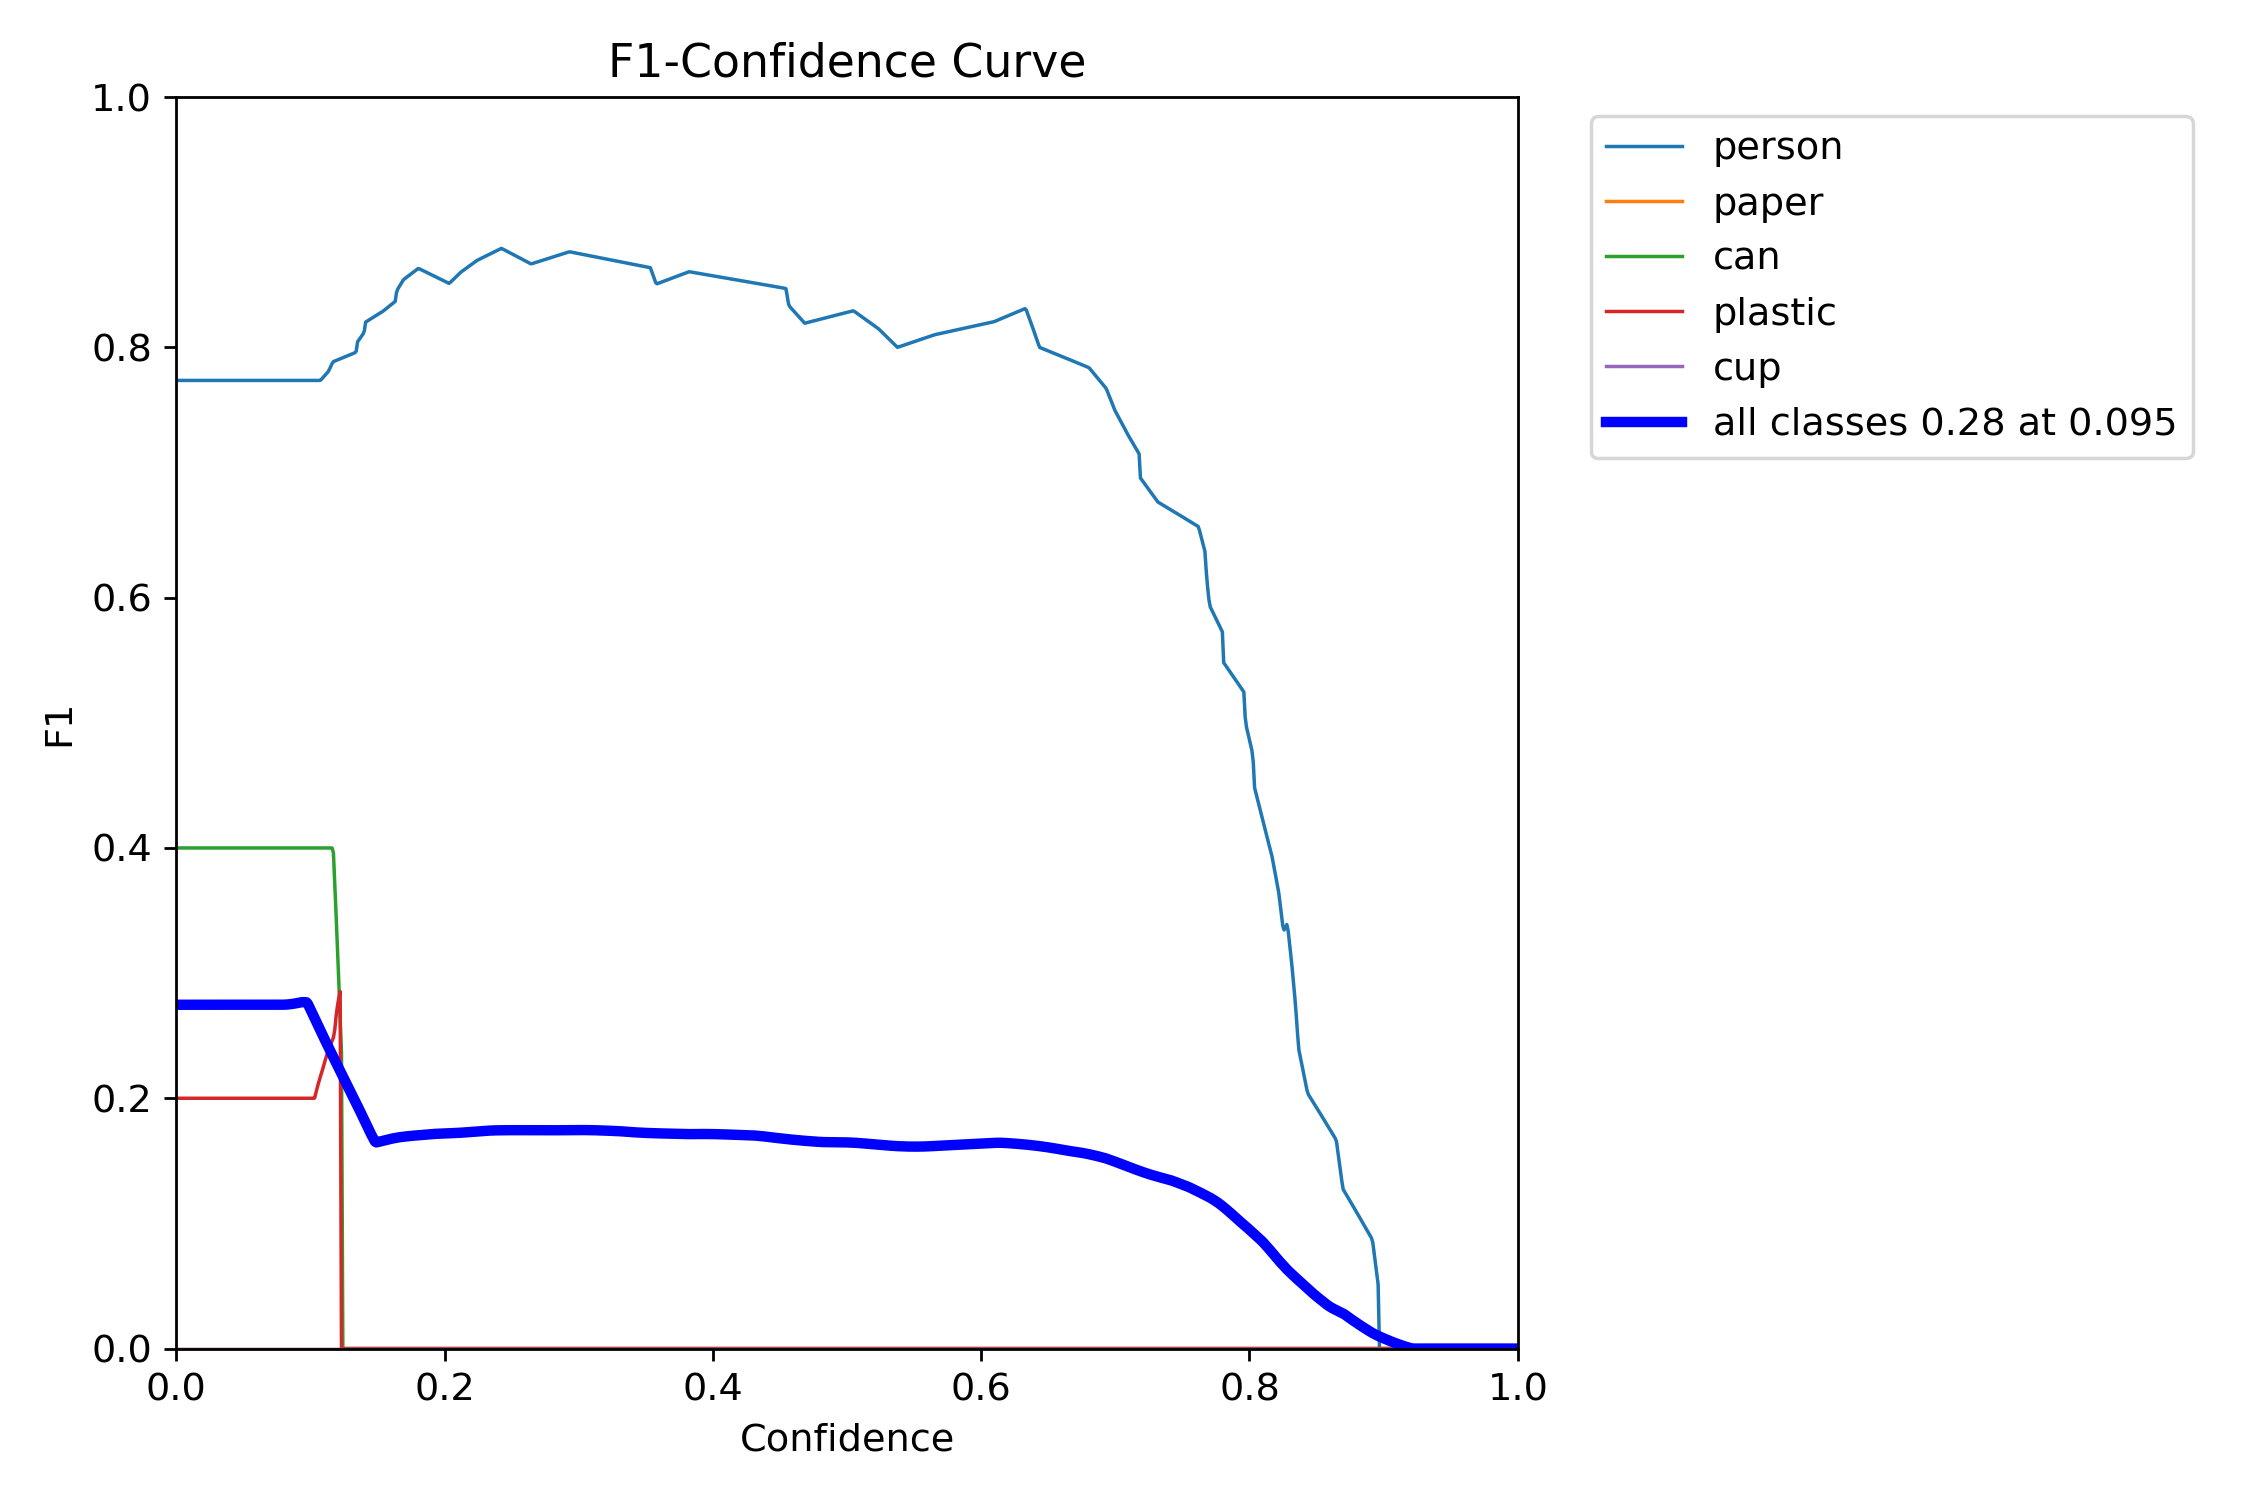 F1-Confidence Curve
1.0
0.8
0.6
0.4
0.2
0.0
F1
0.0 0.2 0.4 0.6 0.8 1.0
Confidence
person
paper
can
plastic
cup
all classes 0.28 at 0.095